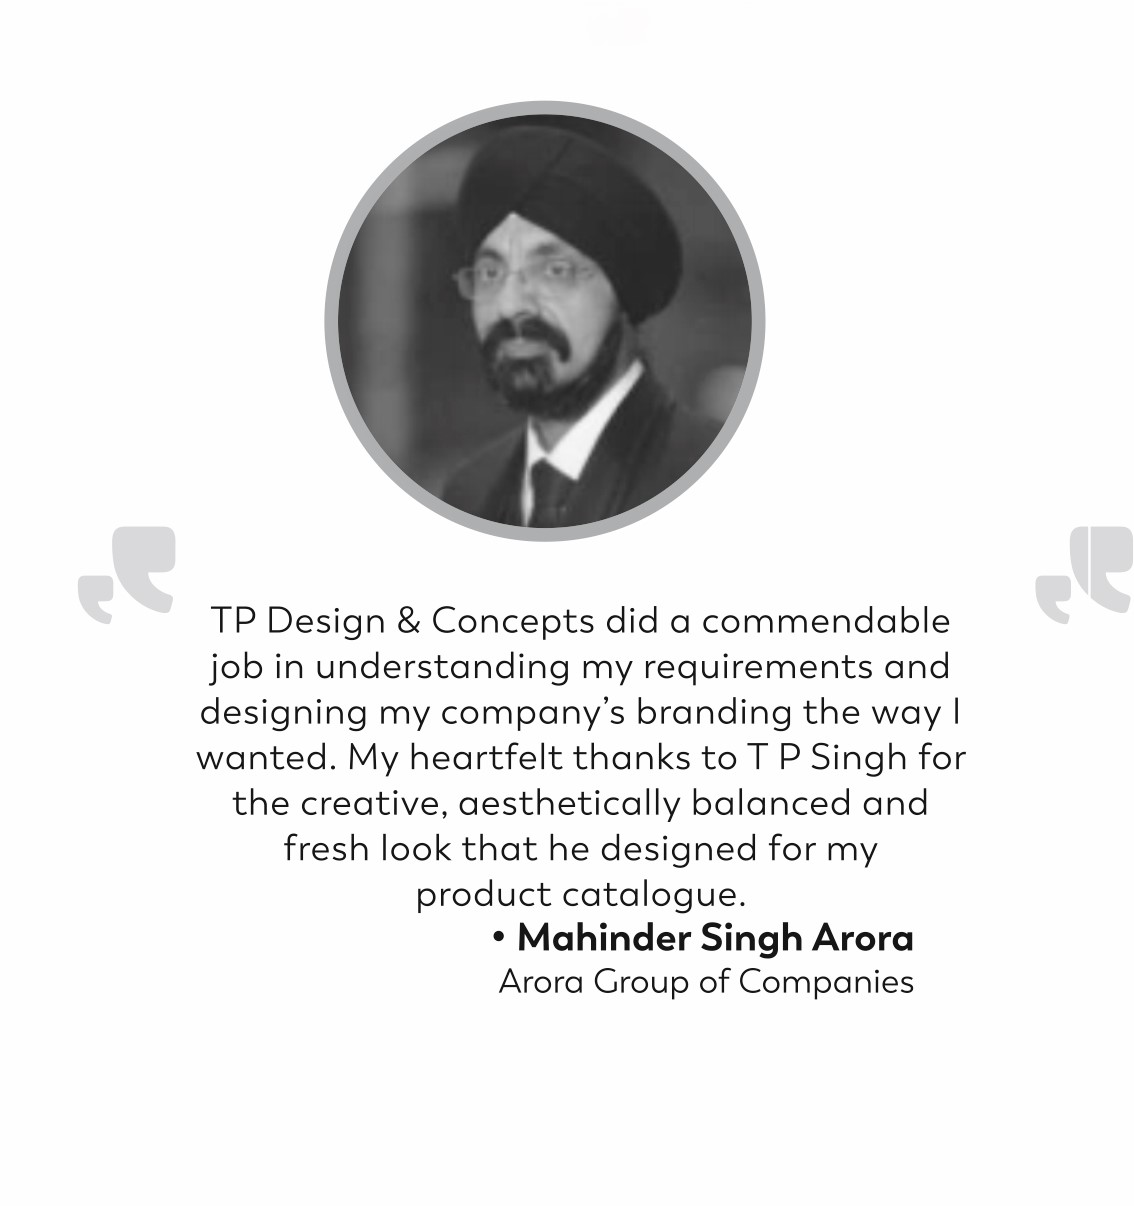 TP Design & Concepts did a commendable
job in understanding my requirements and
designing my company’s branding the way I
wanted. My heartfelt thanks to T P Singh for
the creative, aesthetically balanced and
fresh look that he designed for my
product catalogue.
• Mahinder Singh Arora
Arora Group of Companies